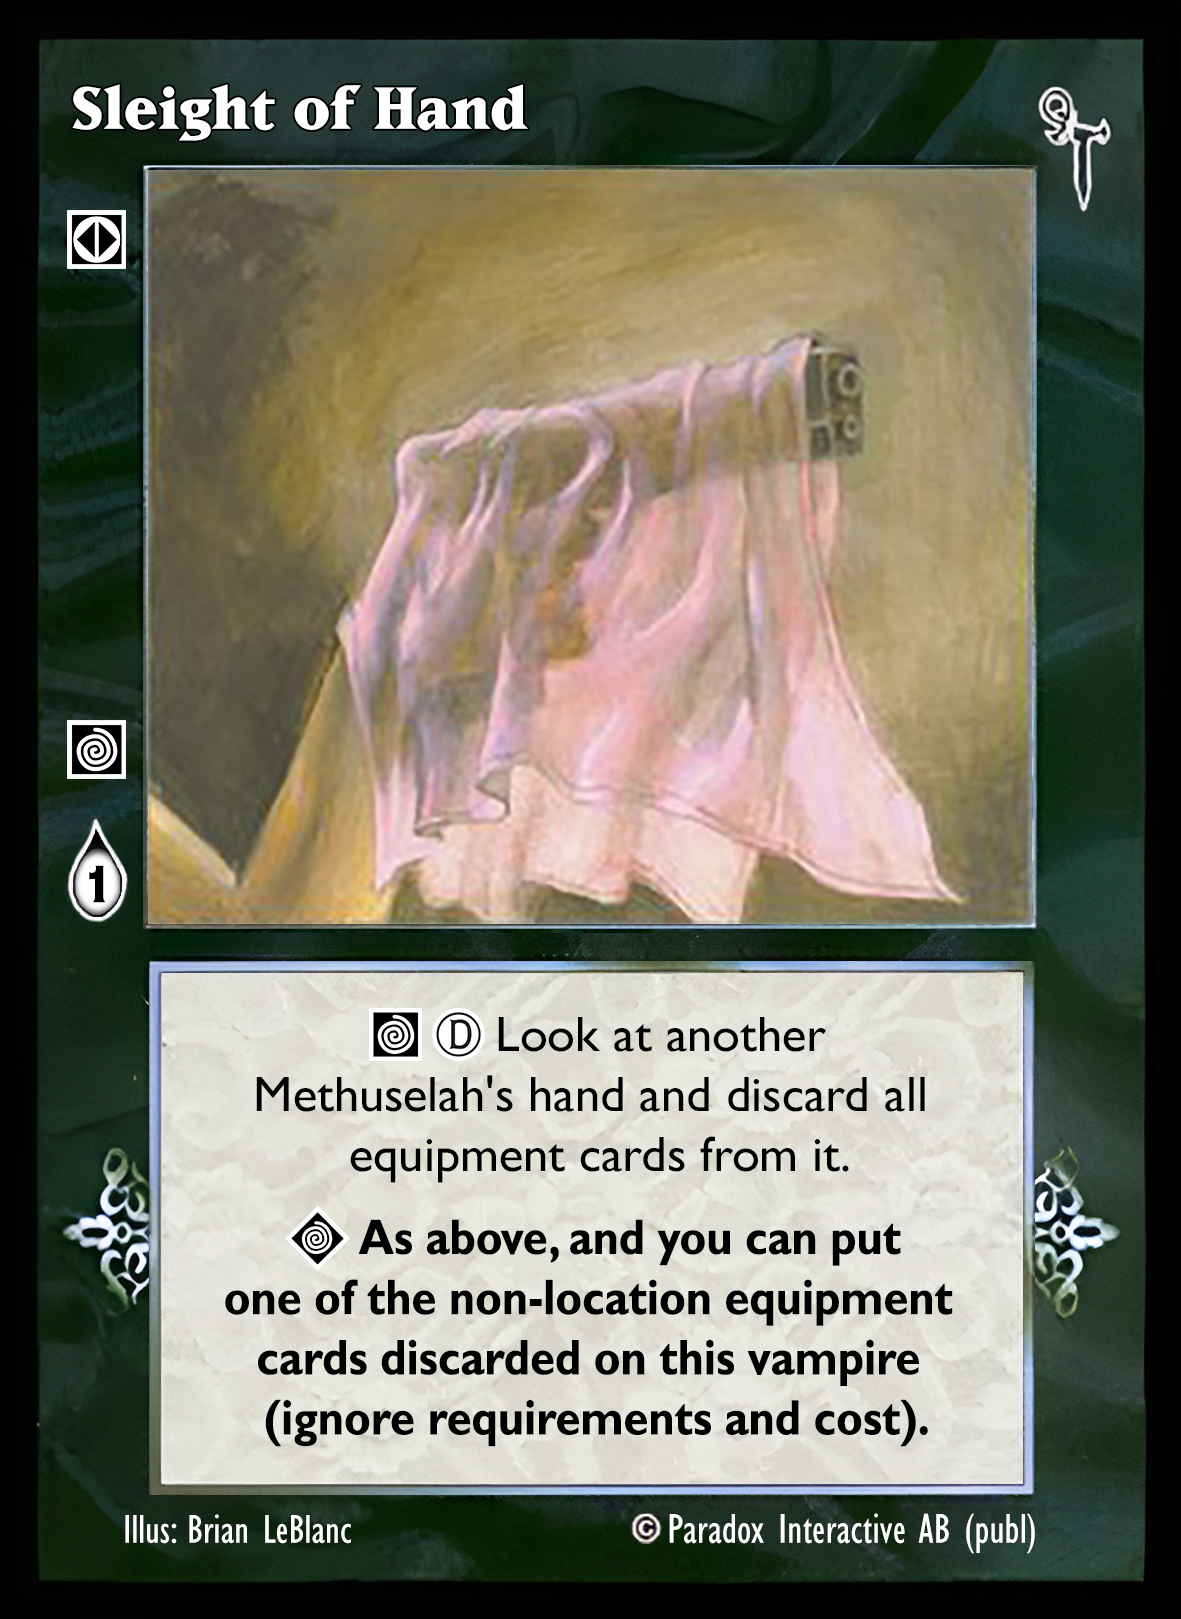 Sleight of Hand
1
D Look at another
Methuselah's hand and discard all
equipment cards from it.
As above, and you can put
one of the non-location equipment
cards discarded on this vampire
(ignore requirements and cost).
Illus: Brian LeBlanc
© Paradox Interactive AB (publ)